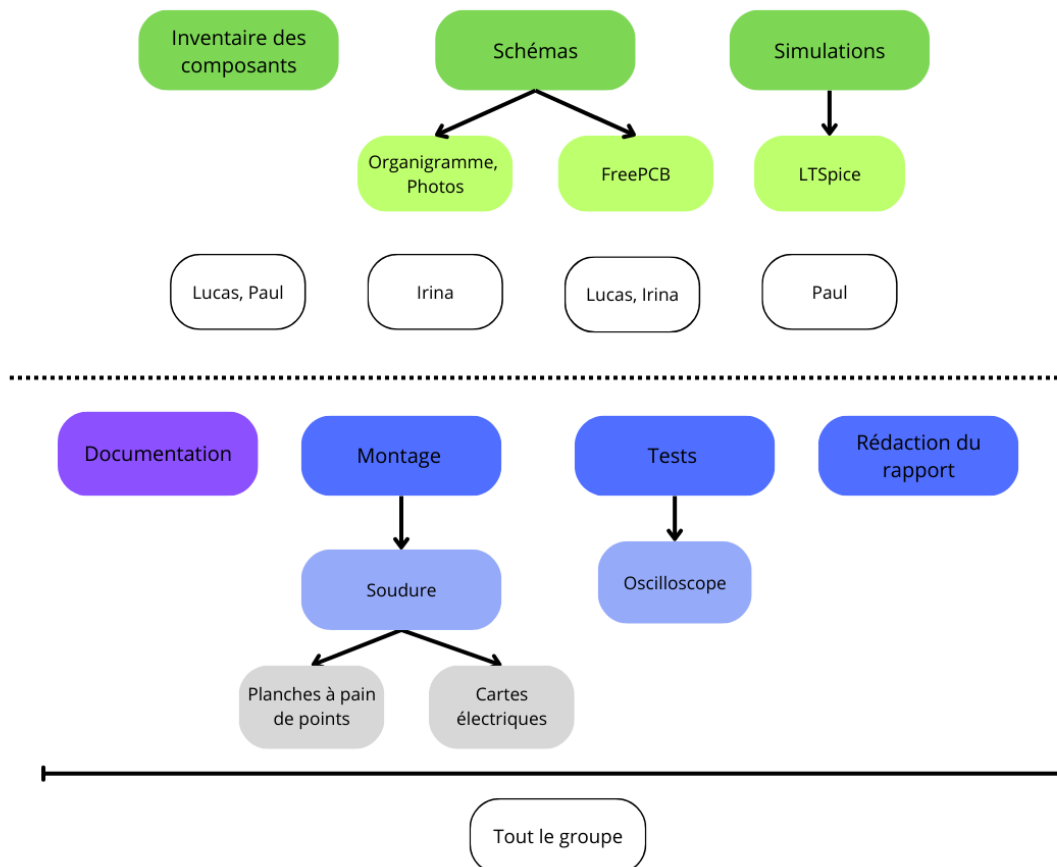 Inventaire des
composants
Schémas
Simulations
Organigramme,
Photos
FreePCB
LTSpice
Lucas, Paul
Irina
Lucas, Irina
Paul
Documentation
Montage
Tests
Rédaction du
rapport
Soudure
Oscilloscope
Planches à pain
de points
Cartes
électriques
Tout le groupe